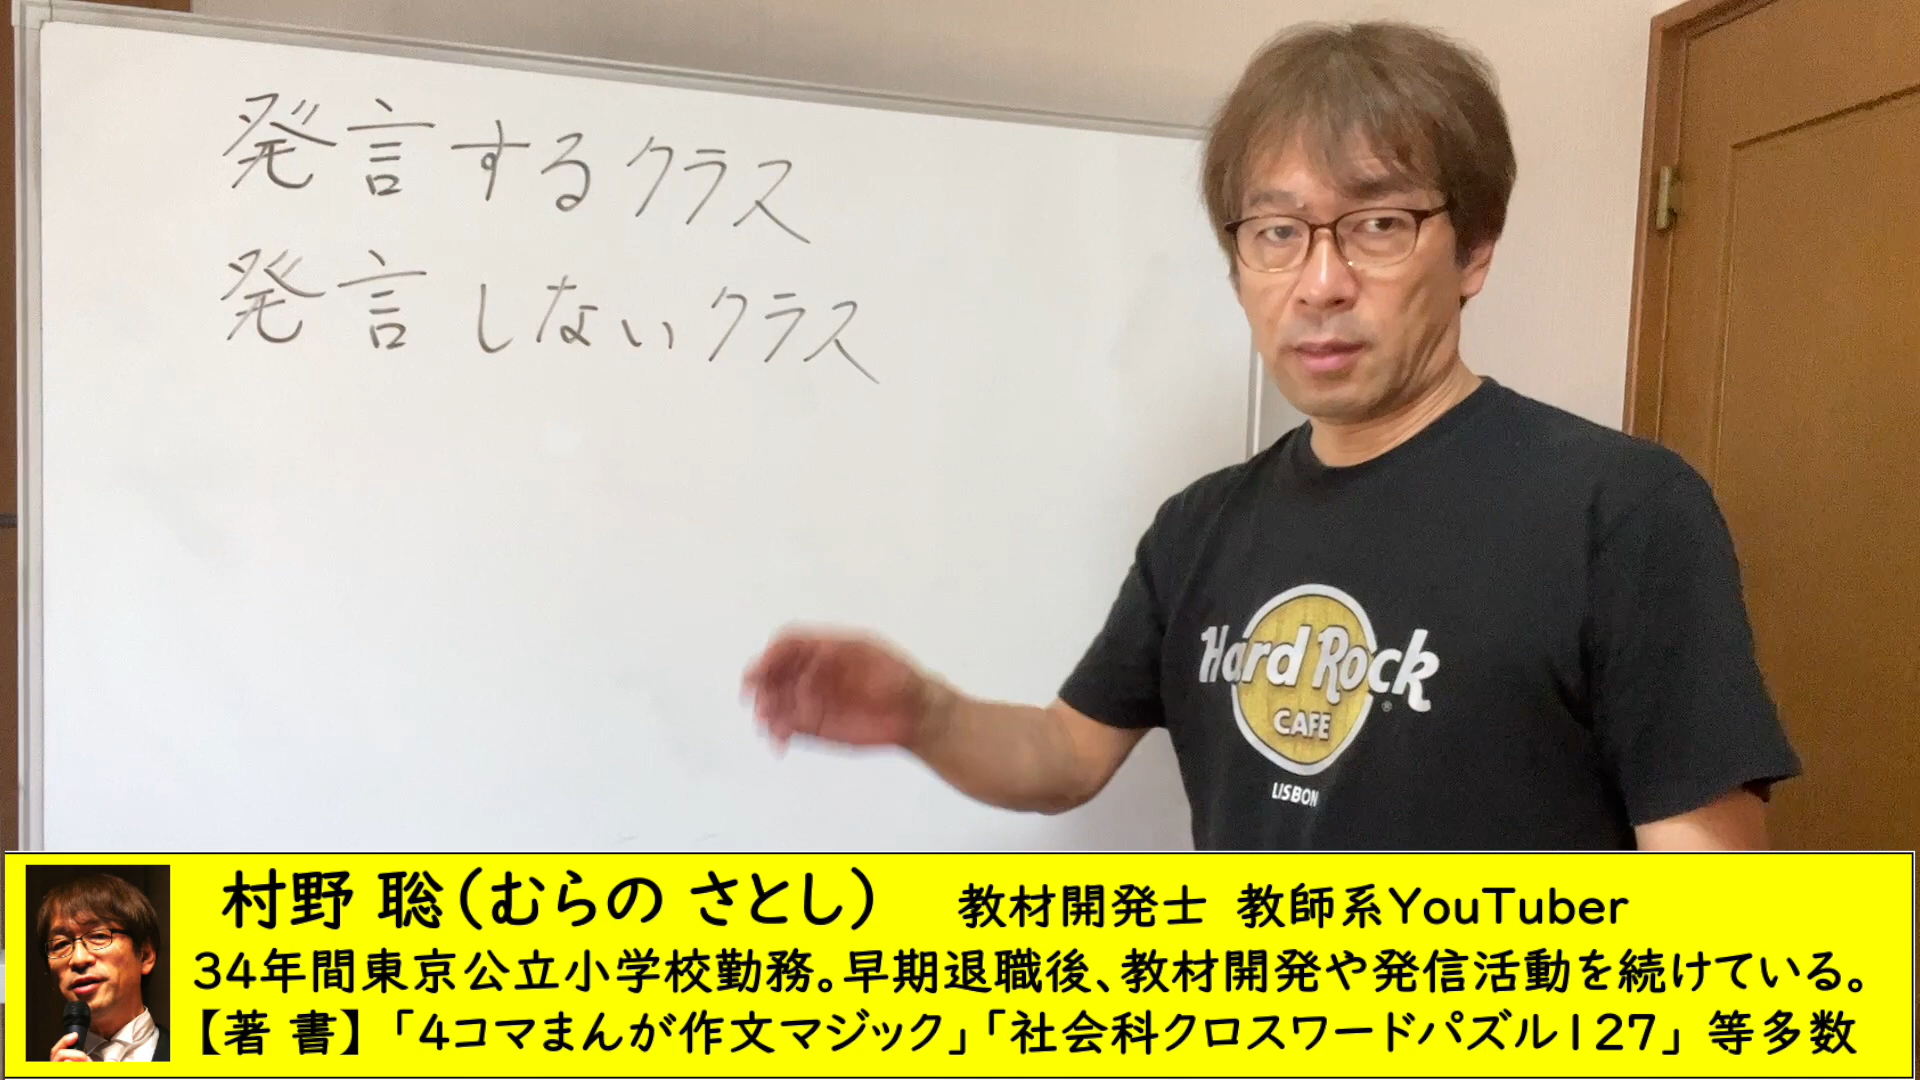 発言するクラス
発言しないクラス
Hard Rock
CAFE
LISBON
村野 聡（むらの さとし） 教材開発士 教師系YouTuber
34年間東京公立小学校勤務。早期退職後、教材開発や発信活動を続けている。
【著 書】「4コマまんが作文マジック」「社会科クロスワードパズル127」 等多数